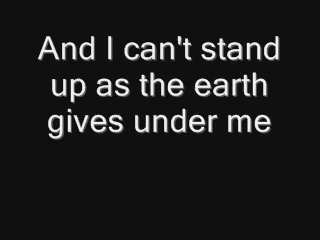 And I can't stand
up as the earth
gives under me